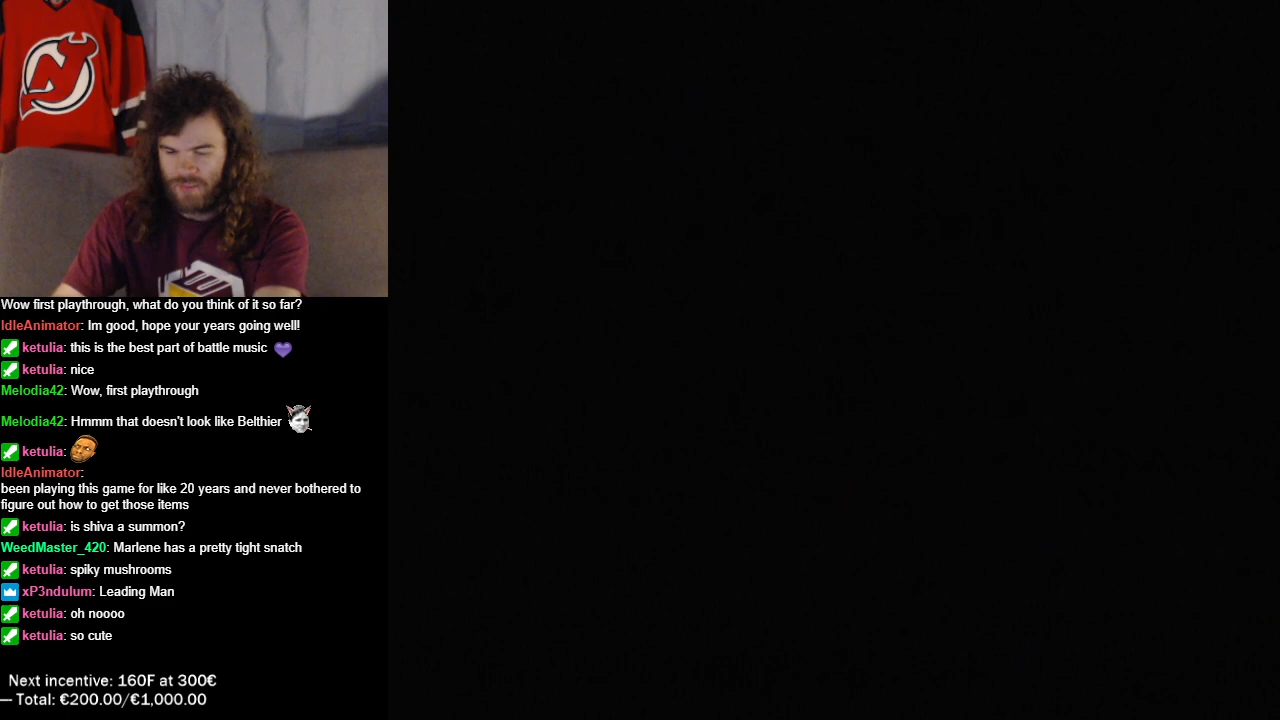 Wow first playthrough, what do you think of it so far?
IdleAnimator: Im good, hope your years going well!
ketulia: this is the best part of battle music
ketulia: nice
Melodia42: Wow, first playthrough
Melodia42: Hmmm that doesn't look like Belthier
ketulia:
IdleAnimator:
been playing this game for like 20 years and never bothered to
figure out how to get those items
ketulia: is shiva a summon?
WeedMaster_420: Marlene has a pretty tight snatch
ketulia: spiky mushrooms
xP3ndulum: Leading Man
ketulia: oh noooo
ketulia: so cute
Next incentive: 160F at 300€
— Total: €200.00/€1,000.00